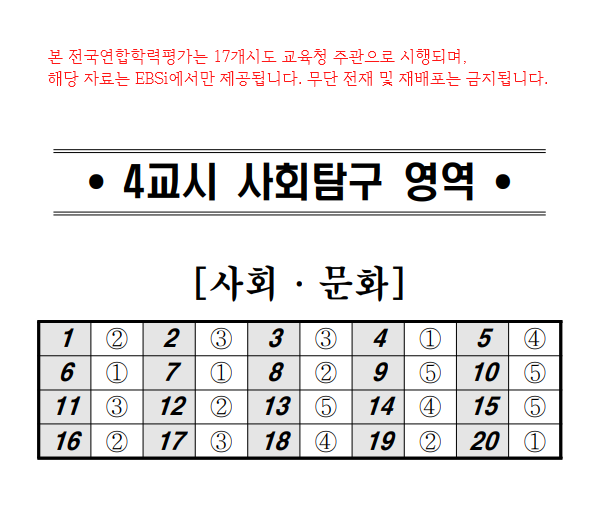 본 전국연합학력평가는 17개시도 교육청 주관으로 시행되며,
해당 자료는 EBSi에서만 제공됩니다. 무단 전재 및 재배포는 금지됩니다.
• 4교시 사회탐구 영역 •
[사회 · 문화]
1 ② 2 ③ 3 ③ 4 ① 5 ④
6 ① 7 ① 8 ② 9 ⑤ 10 ⑤
11 ③ 12 ② 13 ⑤ 14 ④ 15 ⑤
16 ② 17 ③ 18 ④ 19 ② 20 ①